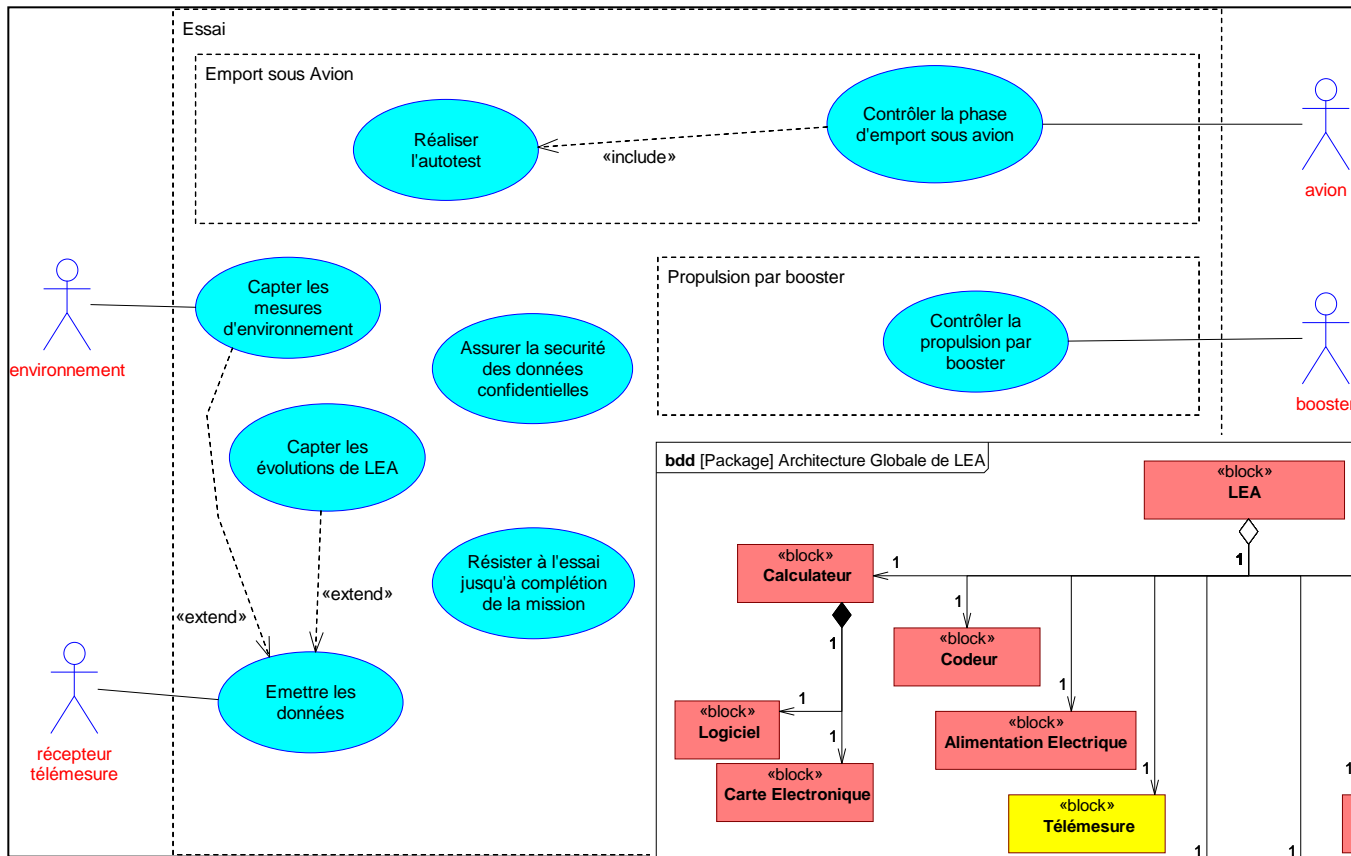 Essai
Emport sous Avion
Réaliser
l'autotest
«include»
Contrôler la phase
d'emport sous avion
avion
Capter les
mesures
d'environnement
environnement
Assurer la securité
des données
confidentielles
Propulsion par booster
Contrôler la
propulsion par
booster
booster
Capter les
évolutions de LEA
Résister à l'essai
jusqu'à complétion
de la mission
«extend»
«extend»
Emettre les
données
récepteur
télémesure
bdd [Package] Architecture Globale de LEA
«block»
LEA
1
«block»
Calculateur
1
1
1
«block»
Codeur
1
«block»
Logiciel
1
«block»
Carte Electronique
1
«block»
Alimentation Electrique
1
«block»
Télémesure
1
1
1
1